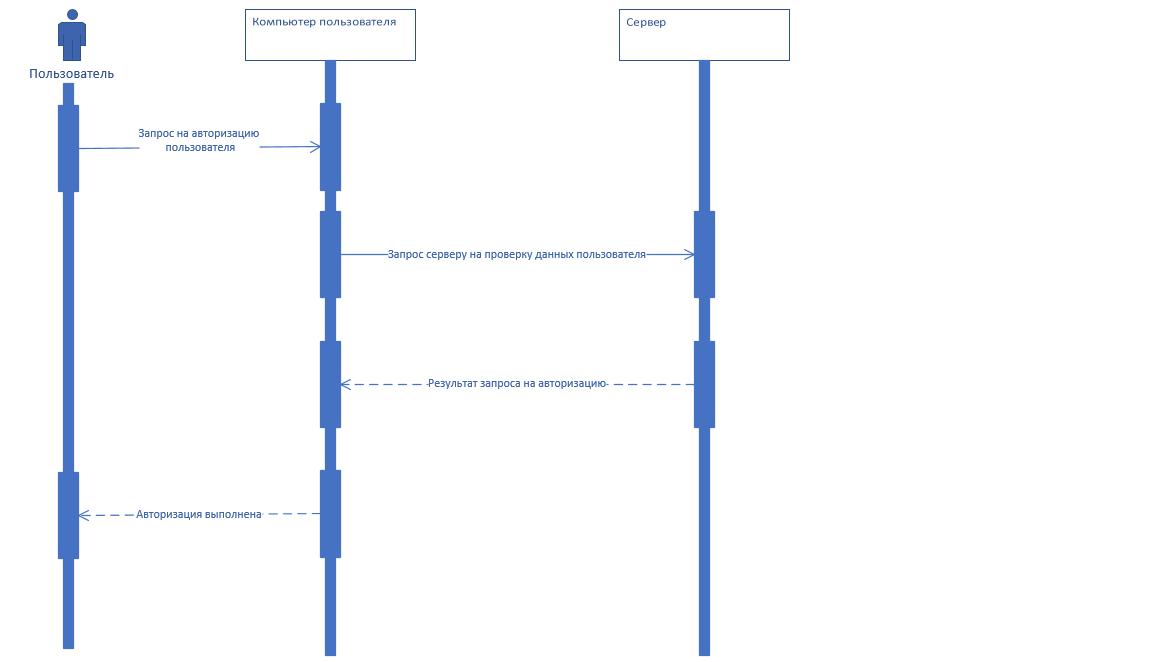 Пользователь
Компьютер пользователя
Сервер
Запрос на авторизацию
пользователя
Запрос серверу на проверку данных пользователя
Результат запроса на авторизацию
Авторизация выполнена